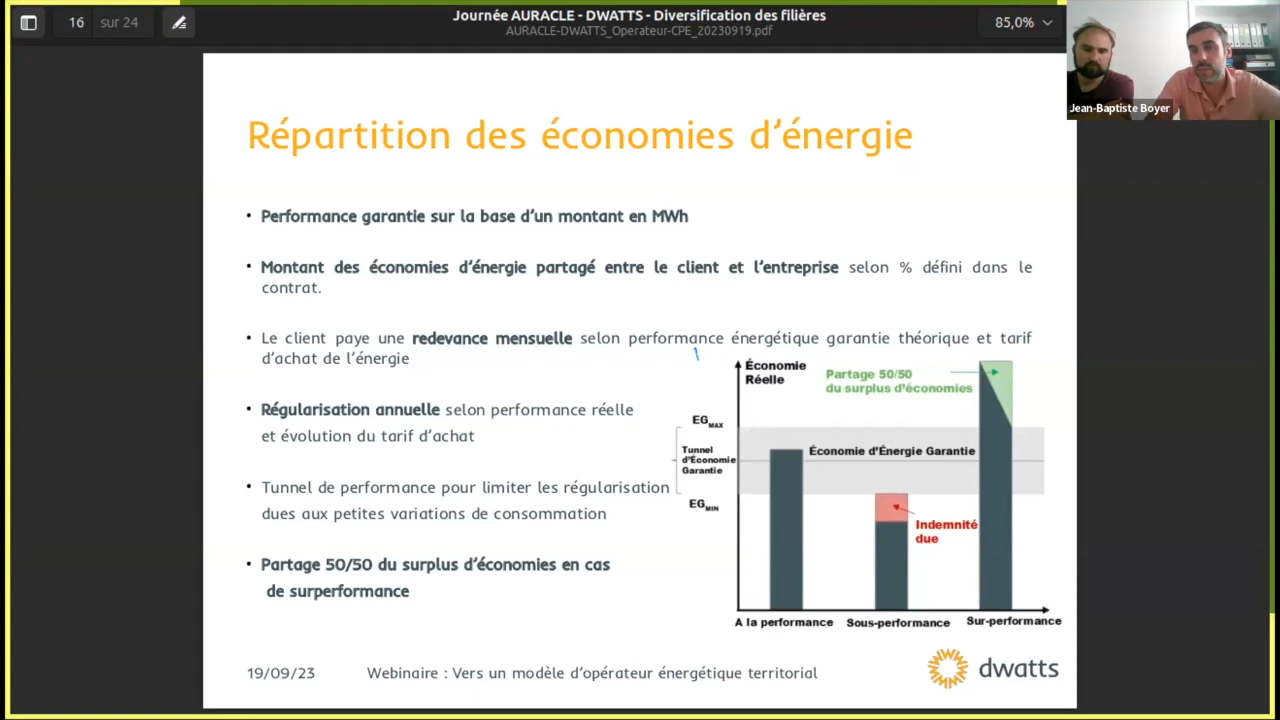 16 sur 24
Journée AURACLE - DWATTS - Diversification des filières
AURACLE-DWATTS_Operateur-CPE_20230919.pdf
85,0%
Jean-Baptiste Boyer
Répartition des économies d'énergie
• Performance garantie sur la base d'un montant en MWh
• Montant des économies d'énergie partagé entre le client et l'entreprise selon % défini dans le
contrat.
• Le client paye une redevance mensuelle selon performance énergétique garantie théorique et tarif
d'achat de l'énergie
• Régularisation annuelle selon performance réelle
et évolution du tarif d'achat
• Tunnel de performance pour limiter les régularisation
dues aux petites variations de consommation
• Partage 50/50 du surplus d'économies en cas
de surperformance
Économie
Réelle
Partage 50/50
du surplus d'économies
EGMAX
Tunnel
d'Économie
Garantie
Économie d'Énergie Garantie
EGMIN
Indemnité
due
A la performance
Sous-performance
Sur-performance
19/09/23
Webinaire : Vers un modèle d'opérateur énergétique territorial
dwatts